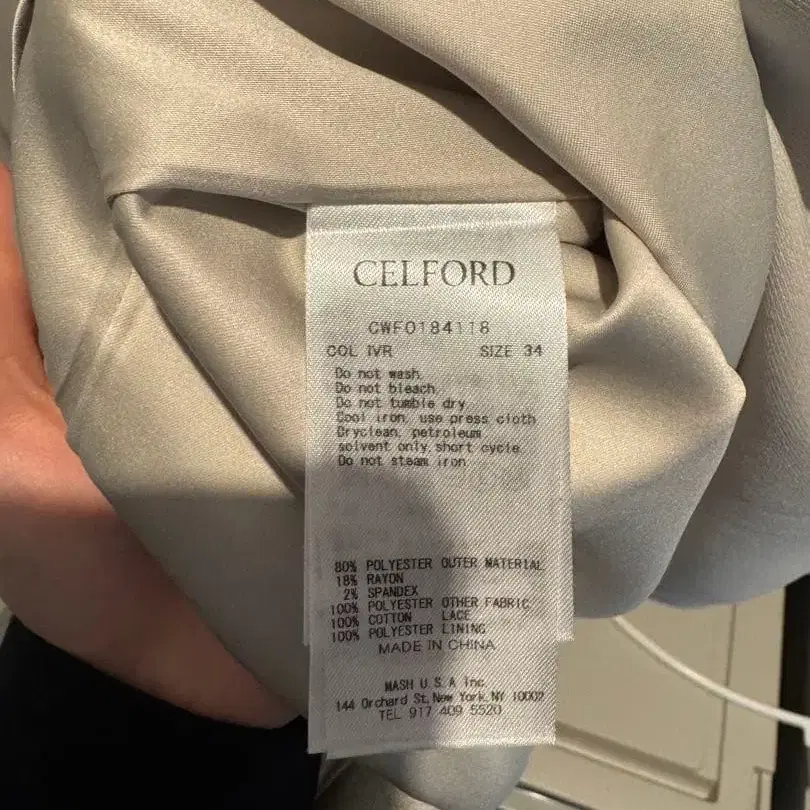 CELFORD
CWFO184118
COL IVR SIZE 34
Do not wash.
Do not bleach.
Do not tumble dry.
Cool iron, use press cloth
Dryclean, petroleum
solvent only, short cycle.
Do not steam iron
80% POLYESTER OUTER MATERIAL
18% RAYON
2% SPANDEX
100% POLYESTER OTHER FABRIC
100% COTTON LACE
100% POLYESTER LINING
MADE IN CHINA
MASH U.S.A Inc.
144 Orchard St, New York, NY 10002
TEL 917 409 5520